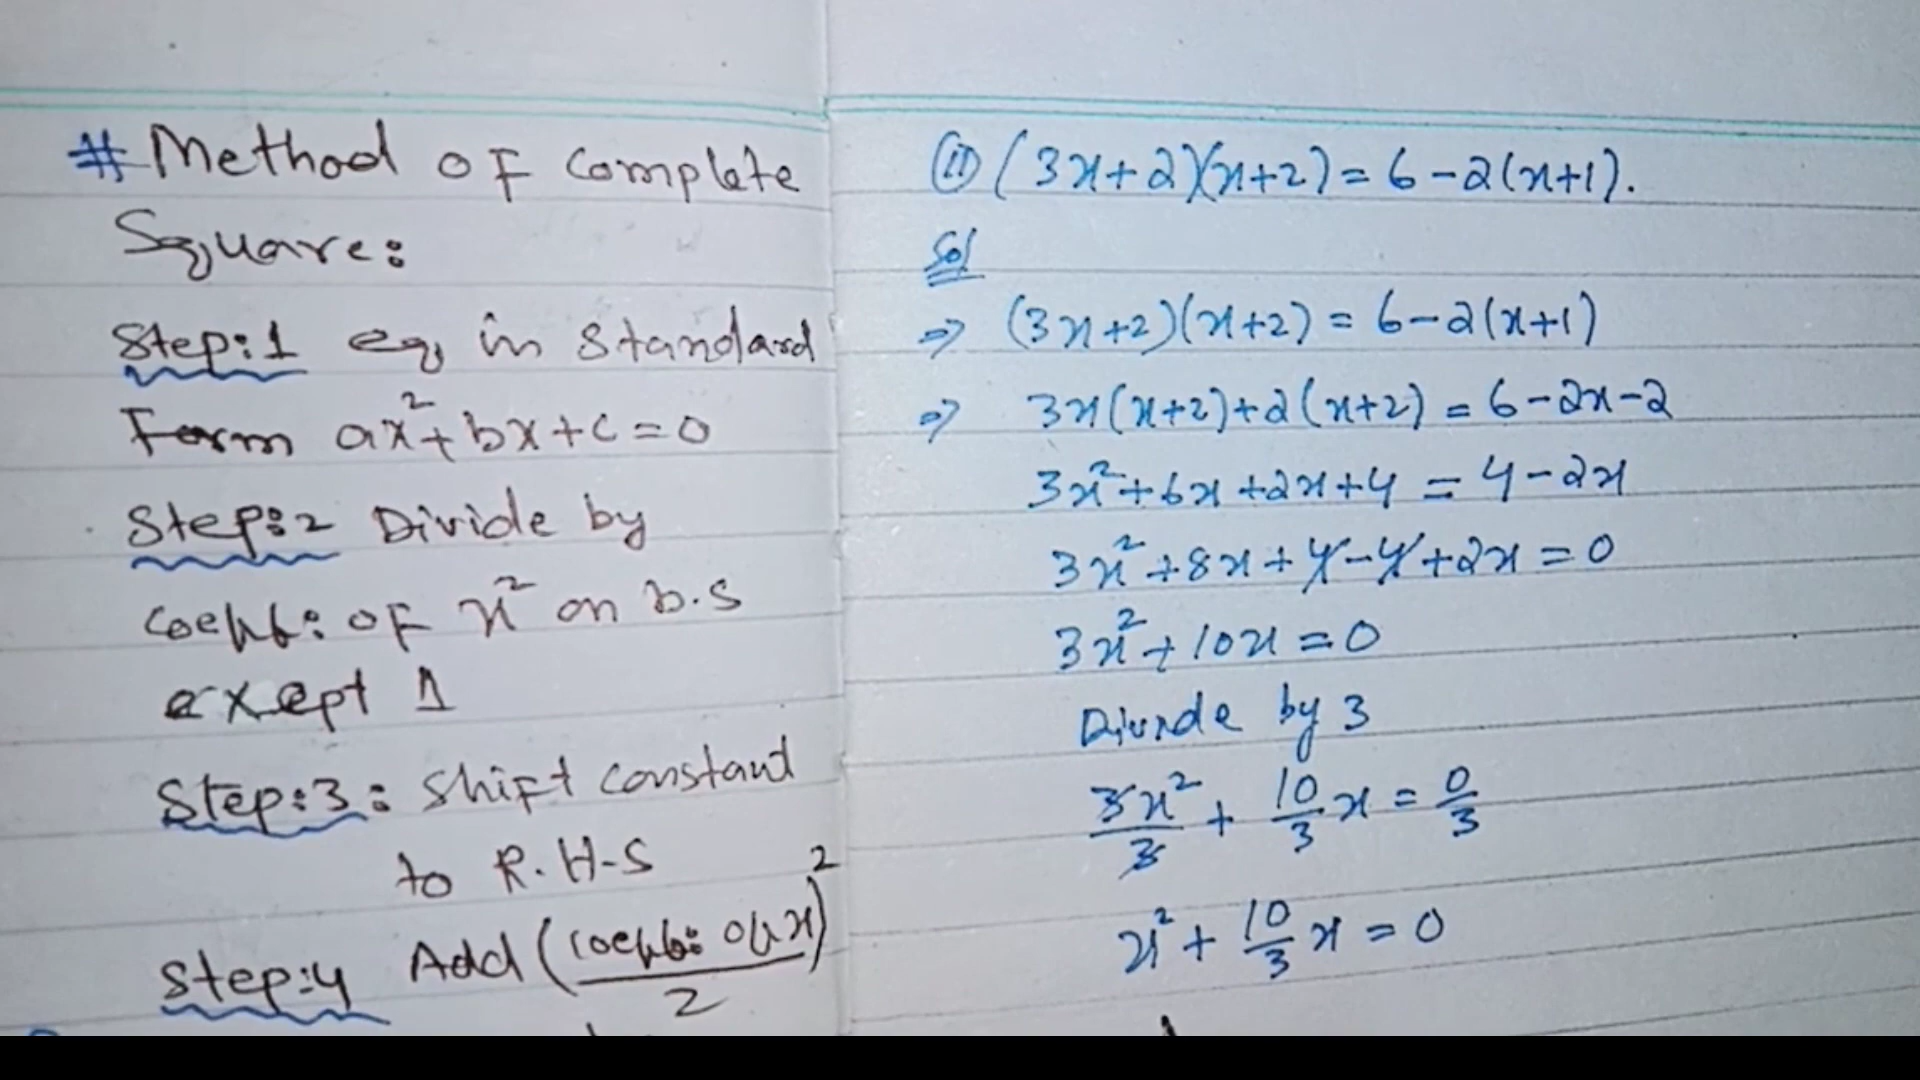 # Method of complete
Square:
Step:1 eq in standard
Form ax²+bx+c=0
Step:2 Divide by
coeff: of x² on b.s
except 1
Step:3: shift constant
to R.H-S
Step:4 Add (coeff: of x/2)²
(ii) (3x+2)(x+2)=6-2(x+1).
Sol
⇒ (3x+2)(x+2)=6-2(x+1)
⇒ 3x(x+2)+2(x+2)=6-2x-2
3x²+6x+2x+4=4-2x
3x²+8x+4-4+2x=0
3x²+10x=0
Divide by 3
3x²/3 + 10/3 x = 0/3
x²+ 10/3 x = 0